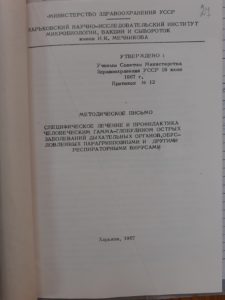 МИНИСТЕРСТВО ЗДРАВООХРАНЕНИЯ УССР
ХАРЬКОВСКИЙ НАУЧНО-ИССЛЕДОВАТЕЛЬСКИЙ ИНСТИТУТ
МИКРОБИОЛОГИИ, ВАКЦИН И СЫВОРОТОК
имени И.И. МЕЧНИКОВА
УТВЕРЖДЕНО :
Ученым Советом Министерства
Здравоохранения УССР 15 июня
1967 г.
Протокол № 12
МЕТОДИЧЕСКОЕ ПИСЬМО
СПЕЦИФИЧЕСКОЕ ЛЕЧЕНИЕ И ПРОФИЛАКТИКА
ЧЕЛОВЕЧЕСКИМ ГАММА-ГЛОБУЛИНОМ ОСТРЫХ
ЗАБОЛЕВАНИЙ ДЫХАТЕЛЬНЫХ ОРГАНОВ, ОБУС-
ЛОВЛЕННЫХ ПАРАГРИППОЗНЫМИ И ДРУГИМИ
РЕСПИРАТОРНЫМИ ВИРУСАМИ
Харьков, 1967